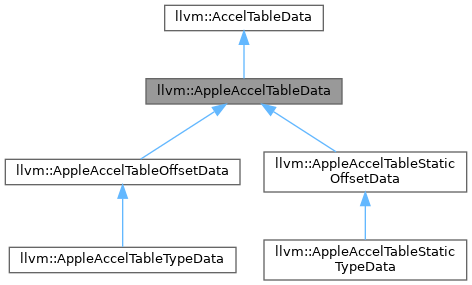 llvm::AccelTableData
llvm::AppleAccelTableData
llvm::AppleAccelTableOffsetData
llvm::AppleAccelTableStatic
OffsetData
llvm::AppleAccelTableTypeData
llvm::AppleAccelTableStatic
TypeData